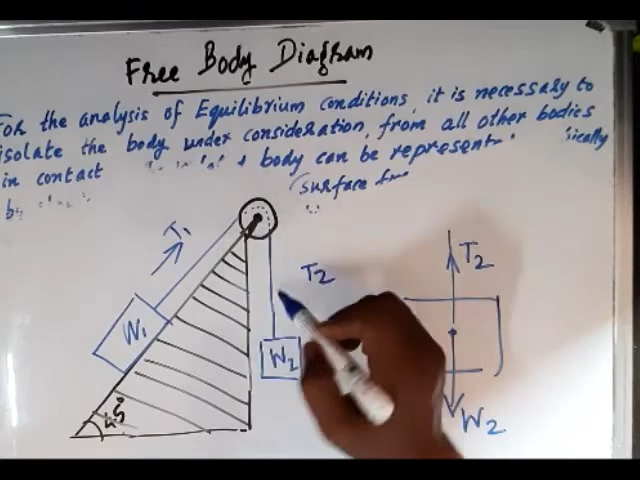 Free Body Diagram
For the analysis of Equilibrium conditions, it is necessary to
isolate the body under consideration, from all other bodies
in contact body can be
(surface
T1
T2
W1
W2
45°
T2
W2